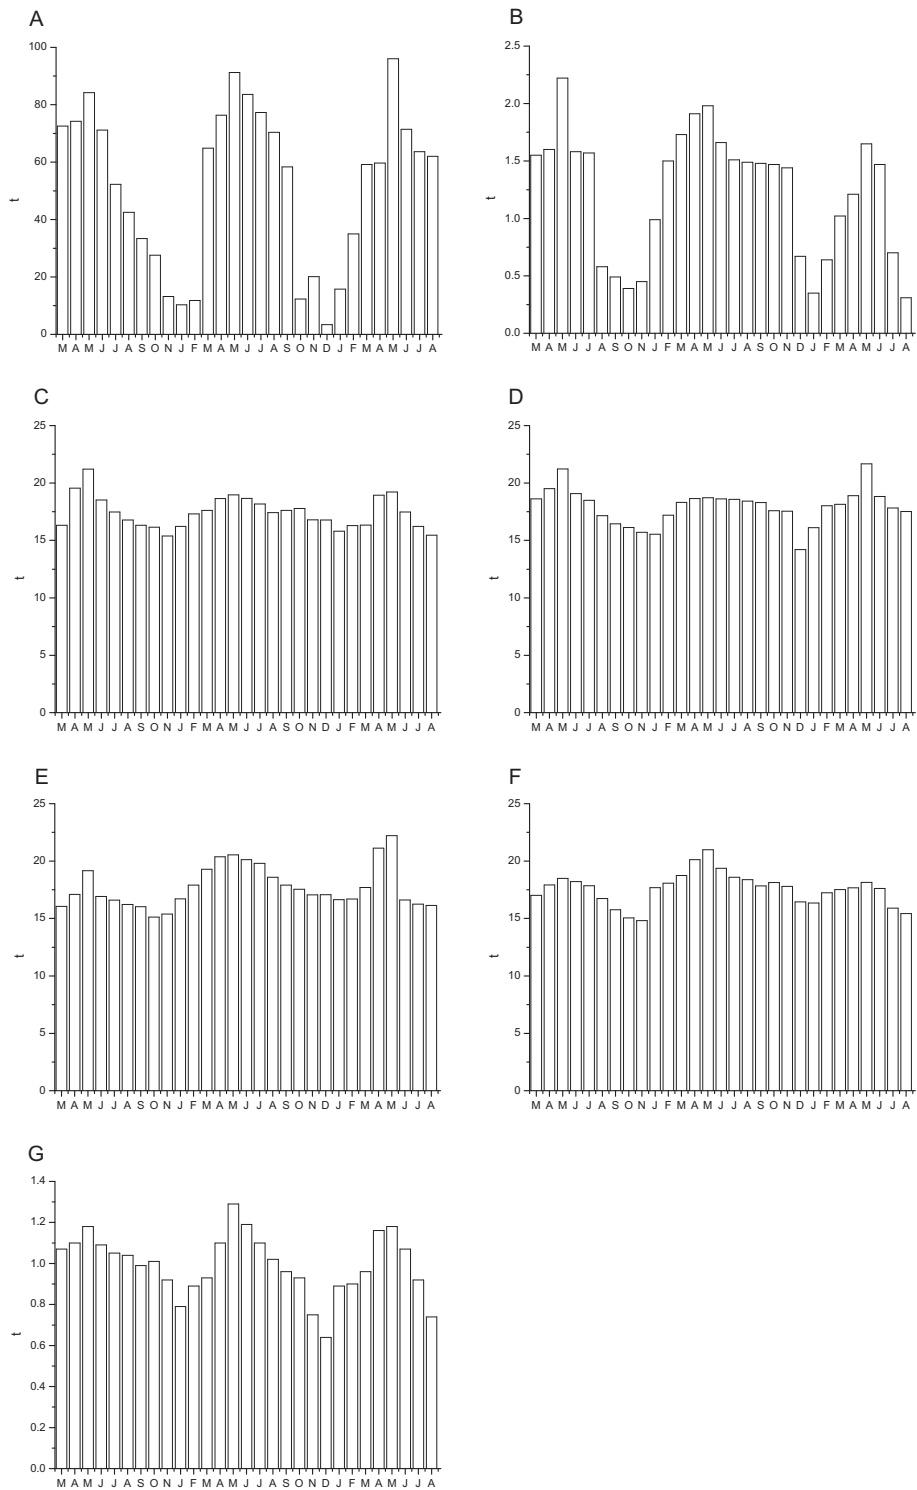 A
100
80
60
40
20
0
t
M A M J J A S O N J F M A M J J A S O N D J F M A M J J A
B
2.5
2.0
1.5
1.0
0.5
0.0
t
M A M J J A S O N J F M A M J J A S O N D J F M A M J J A
C
25
20
15
10
5
0
t
M A M J J A S O N J F M A M J J A S O N D J F M A M J J A
D
25
20
15
10
5
0
t
M A M J J A S O N J F M A M J J A S O N D J F M A M J J A
E
25
20
15
10
5
0
t
M A M J J A S O N J F M A M J J A S O N D J F M A M J J A
F
25
20
15
10
5
0
t
M A M J J A S O N J F M A M J J A S O N D J F M A M J J A
G
1.4
1.2
1.0
0.8
0.6
0.4
0.2
0.0
t
M A M J J A S O N J F M A M J J A S O N D J F M A M J J A